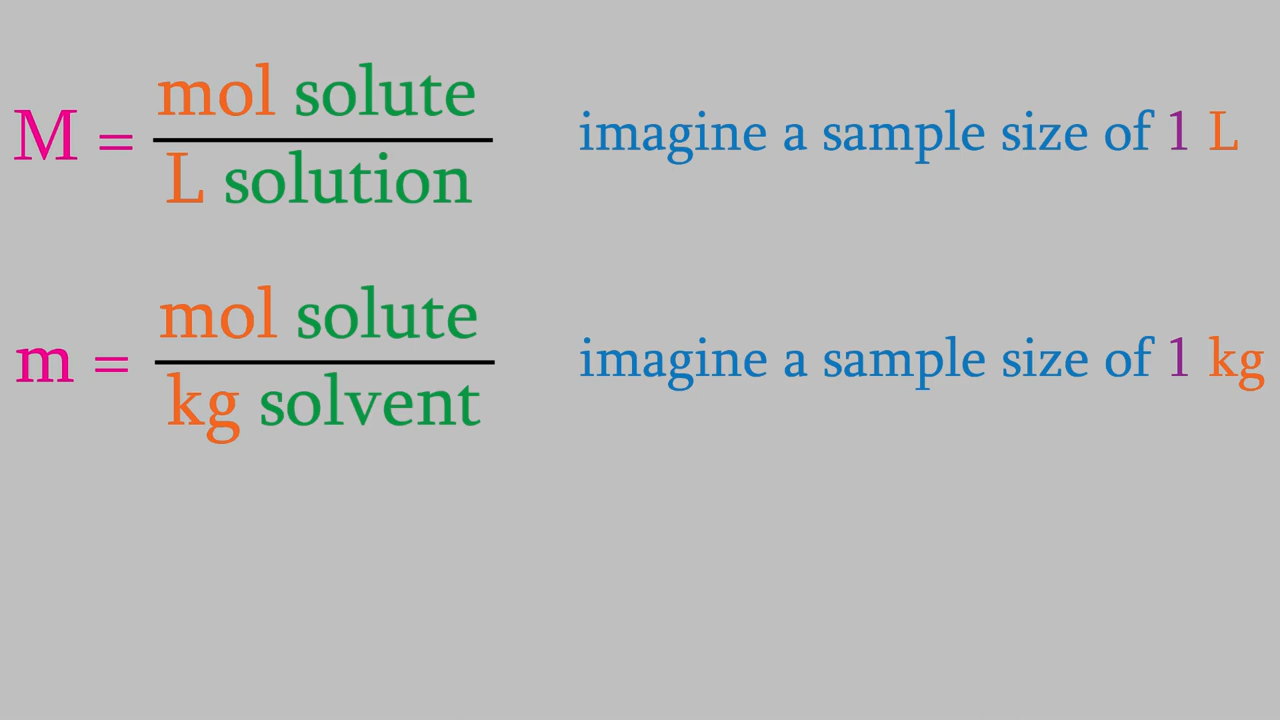 M = mol solute / L solution
imagine a sample size of 1 L
m = mol solute / kg solvent
imagine a sample size of 1 kg